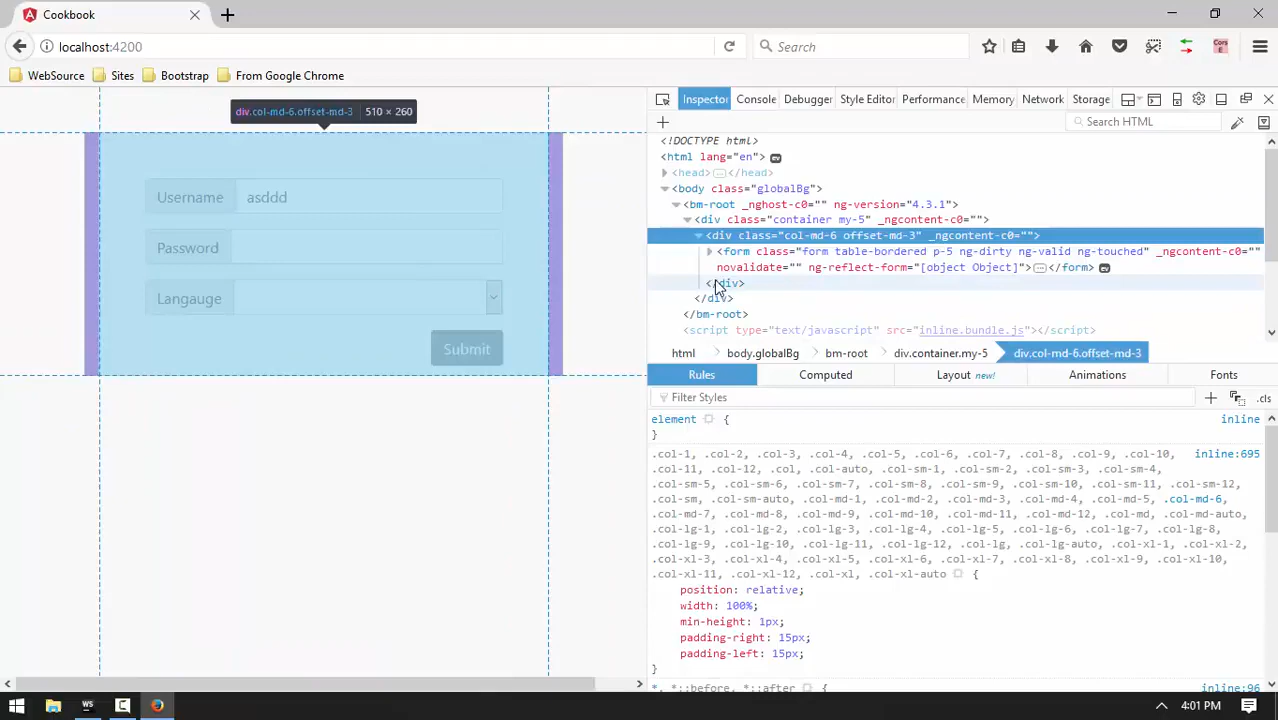 Cookbook
localhost:4200
Search
WebSource Sites Bootstrap From Google Chrome
div.col-md-6.offset-md-3 510 × 260
Username asddd
Password
Langauge
Submit
Inspector Console Debugger Style Editor Performance Memory Network Storage
Search HTML
<!DOCTYPE html>
<html lang="en"> ev
<head> </head>
<body class="globalBg">
<bm-root _nghost-c0="" ng-version="4.3.1">
<div class="container my-5" _ngcontent-c0="">
<div class="col-md-6 offset-md-3" _ngcontent-c0="">
<form class="form table-bordered p-5 ng-dirty ng-valid ng-touched" _ngcontent-c0=""
novalidate="" ng-reflect-form="[object Object]"> </form> ev
</div>
</div>
</bm-root>
<script type="text/javascript" src="inline.bundle.js"></script>
html body.globalBg bm-root div.container.my-5 div.col-md-6.offset-md-3
Rules Computed Layout new! Animations Fonts
Filter Styles .cls
element { inline
}
.col-1, .col-2, .col-3, .col-4, .col-5, .col-6, .col-7, .col-8, .col-9, .col-10, inline:695
.col-11, .col-12, .col, .col-auto, .col-sm-1, .col-sm-2, .col-sm-3, .col-sm-4,
.col-sm-5, .col-sm-6, .col-sm-7, .col-sm-8, .col-sm-9, .col-sm-10, .col-sm-11, .col-sm-12,
.col-sm, .col-sm-auto, .col-md-1, .col-md-2, .col-md-3, .col-md-4, .col-md-5, .col-md-6,
.col-md-7, .col-md-8, .col-md-9, .col-md-10, .col-md-11, .col-md-12, .col-md, .col-md-auto,
.col-lg-1, .col-lg-2, .col-lg-3, .col-lg-4, .col-lg-5, .col-lg-6, .col-lg-7, .col-lg-8,
.col-lg-9, .col-lg-10, .col-lg-11, .col-lg-12, .col-lg, .col-lg-auto, .col-xl-1, .col-xl-2,
.col-xl-3, .col-xl-4, .col-xl-5, .col-xl-6, .col-xl-7, .col-xl-8, .col-xl-9, .col-xl-10,
.col-xl-11, .col-xl-12, .col-xl, .col-xl-auto {
position: relative;
width: 100%;
min-height: 1px;
padding-right: 15px;
padding-left: 15px;
}
*, *::before, *::after { inline:96
WS 4:01 PM